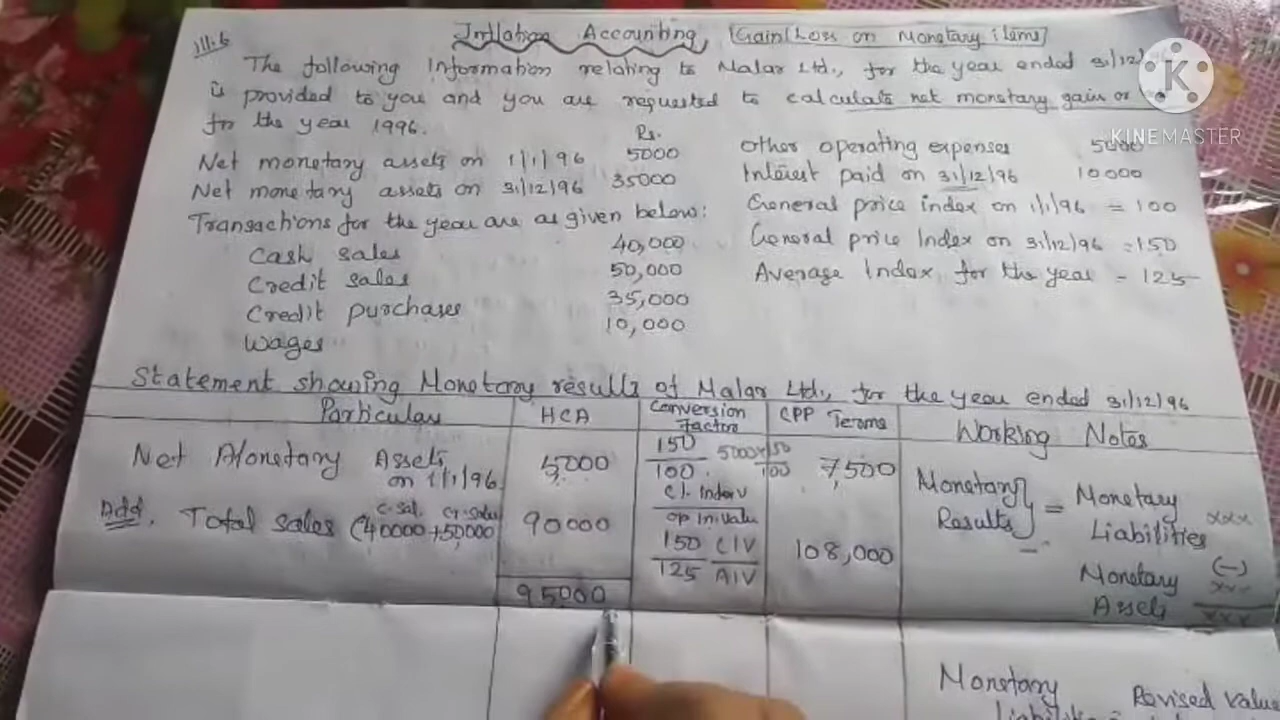 Ill.6
Inflation Accounting [Gain/Loss on Monetary items]
The following Information relating to Malar Ltd., for the year ended 31/12/
is provided to you and you are requested to calculate net monetary gain or
for the year 1996.
Rs.
Net monetary assets on 1/1/96 5000
Net monetary assets on 31/12/96 35000
Transactions for the year are as given below:
Cash sales 40,000
Credit sales 50,000
Credit purchases 35,000
Wages 10,000
Other operating expenses 5000
Interest paid on 31/12/96 10000
General price index on 1/1/96 = 100
General price Index on 31/12/96 = 150
Average Index for the year - 125
K
KINEMASTER
Statement showing Monetary results of Malar Ltd., for the year ended 31/12/96
Particulars HCA Conversion factor CPP Terms Working Notes
Net Monetary Assets on 1/1/96 5000 150/100 5000x150/100 7,500
Cl. Index v/Op In. Value
Add. Total sales (40000+50,000 90000 150/125 CIV/AIV 108,000
C.Sal. Cr.Sales
95000
Monetary Results = Monetary Liabilities xxx
(-)
Monetary Assets xxx
xxx
Monetary Revised value